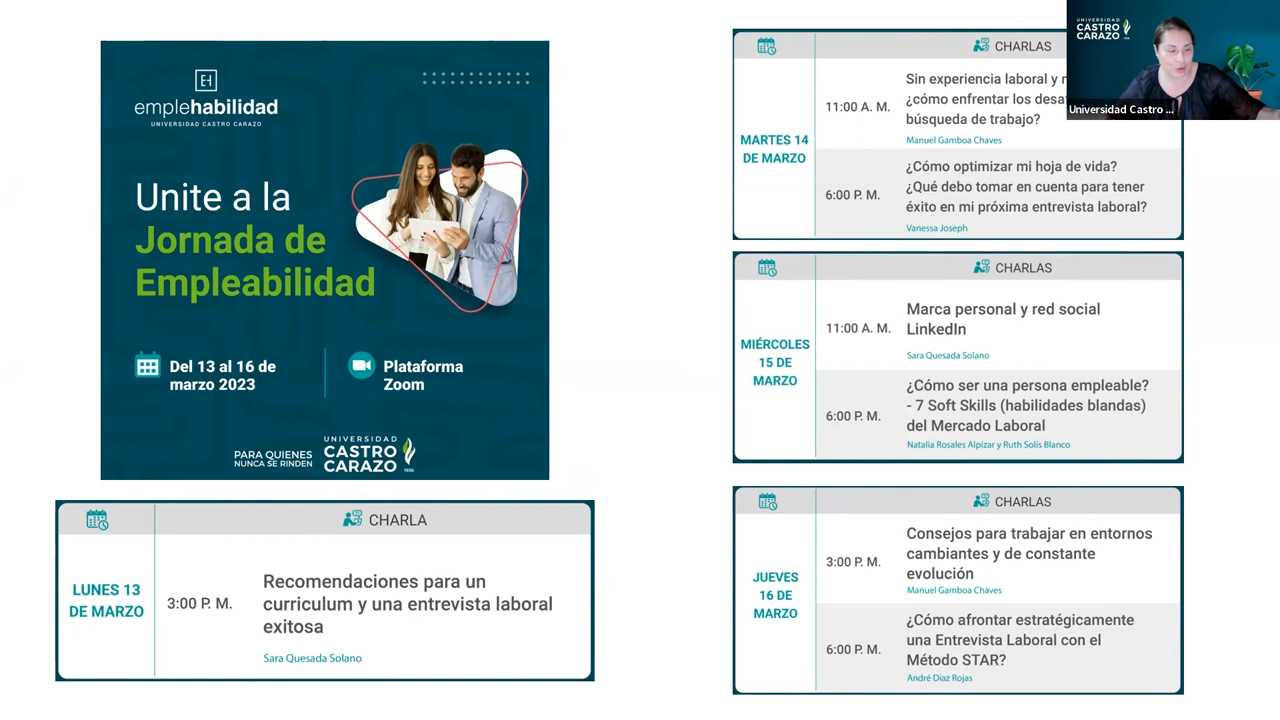 EH
emplehabilidad
UNIVERSIDAD CASTRO CARAZO
Unite a la
Jornada de
Empleabilidad
Del 13 al 16 de
marzo 2023
Plataforma
Zoom
PARA QUIENES
NUNCA SE RINDEN
UNIVERSIDAD
CASTRO
CARAZO
CHARLA
LUNES 13
DE MARZO
3:00 P. M.
Recomendaciones para un
curriculum y una entrevista laboral
exitosa
Sara Quesada Solano
CHARLAS
MARTES 14
DE MARZO
11:00 A. M.
Sin experiencia laboral y
¿cómo enfrentar los
búsqueda de trabajo?
Manuel Gamboa Chaves
6:00 P. M.
¿Cómo optimizar mi hoja de vida?
¿Qué debo tomar en cuenta para tener
éxito en mi próxima entrevista laboral?
Vanessa Joseph
CHARLAS
MIÉRCOLES
15 DE
MARZO
11:00 A. M.
Marca personal y red social
LinkedIn
Sara Quesada Solano
6:00 P. M.
¿Cómo ser una persona empleable?
- 7 Soft Skills (habilidades blandas)
del Mercado Laboral
Natalia Rosales Alpízar y Ruth Solís Blanco
CHARLAS
JUEVES
16 DE
MARZO
3:00 P. M.
Consejos para trabajar en entornos
cambiantes y de constante
evolución
Manuel Gamboa Chaves
6:00 P. M.
¿Cómo afrontar estratégicamente
una Entrevista Laboral con el
Método STAR?
André Díaz Rojas
UNIVERSIDAD
CASTRO
CARAZO
Universidad Castro ...